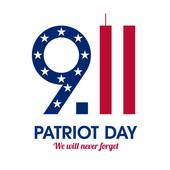 9.11
PATRIOT DAY
We will never forget